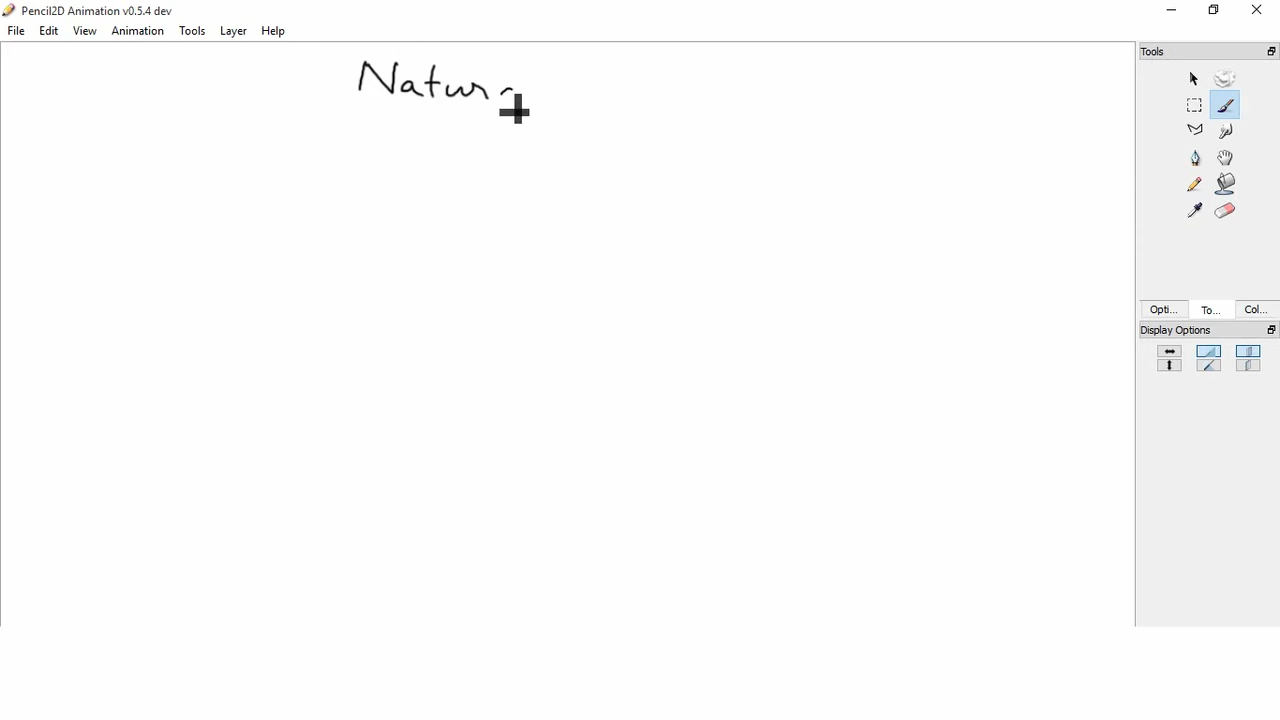 Pencil2D Animation v0.5.4 dev
File Edit View Animation Tools Layer Help
Natur
Tools
Opti... To... Col...
Display Options